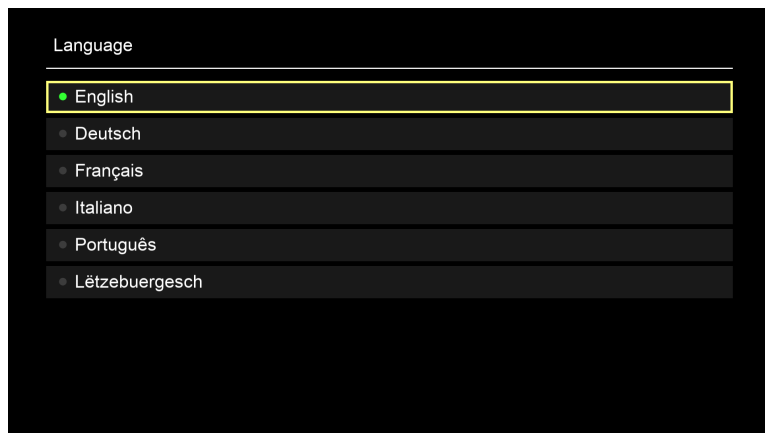 Language
English
Deutsch
Français
Italiano
Português
Lëtzebuergesch